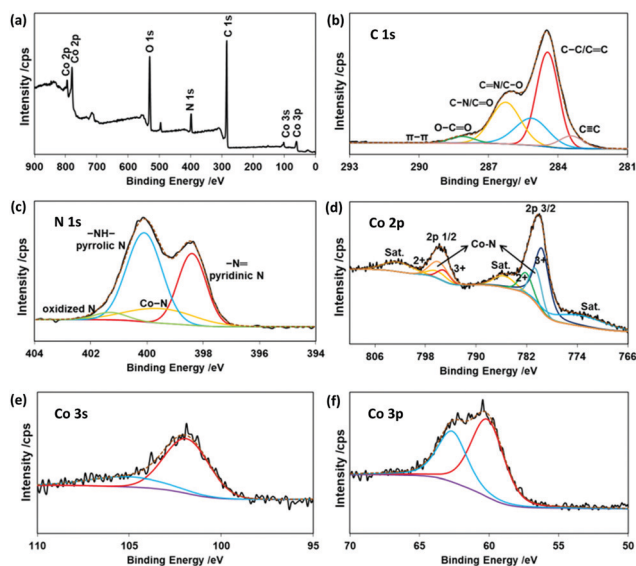 (a)
Co 2p
Co 2p
O 1s
N 1s
C 1s
Co 3s
Co 3p
Intensity /cps
900 800 700 600 500 400 300 200 100 0
Binding Energy /eV
(b)
C 1s
C−C/C=C
C=N/C−O
C−N/C=O
O−C=O
π−π
C≡C
Intensity /cps
293 290 287 284 281
Binding Energy /eV
(c)
N 1s
−NH−
pyrrolic N
−N=
pyridinic N
oxidized N
Co−N
Intensity /cps
404 402 400 398 396 394
Binding Energy /eV
(d)
Co 2p
2p 3/2
2p 1/2
Co-N
Sat.
2+
3+
Sat.
2+
3+
Sat.
Intensity /cps
806 798 790 782 774 766
Binding Energy /eV
(e)
Co 3s
Intensity /cps
110 105 100 95
Binding Energy /eV
(f)
Co 3p
Intensity /cps
70 65 60 55 50
Binding Energy /eV